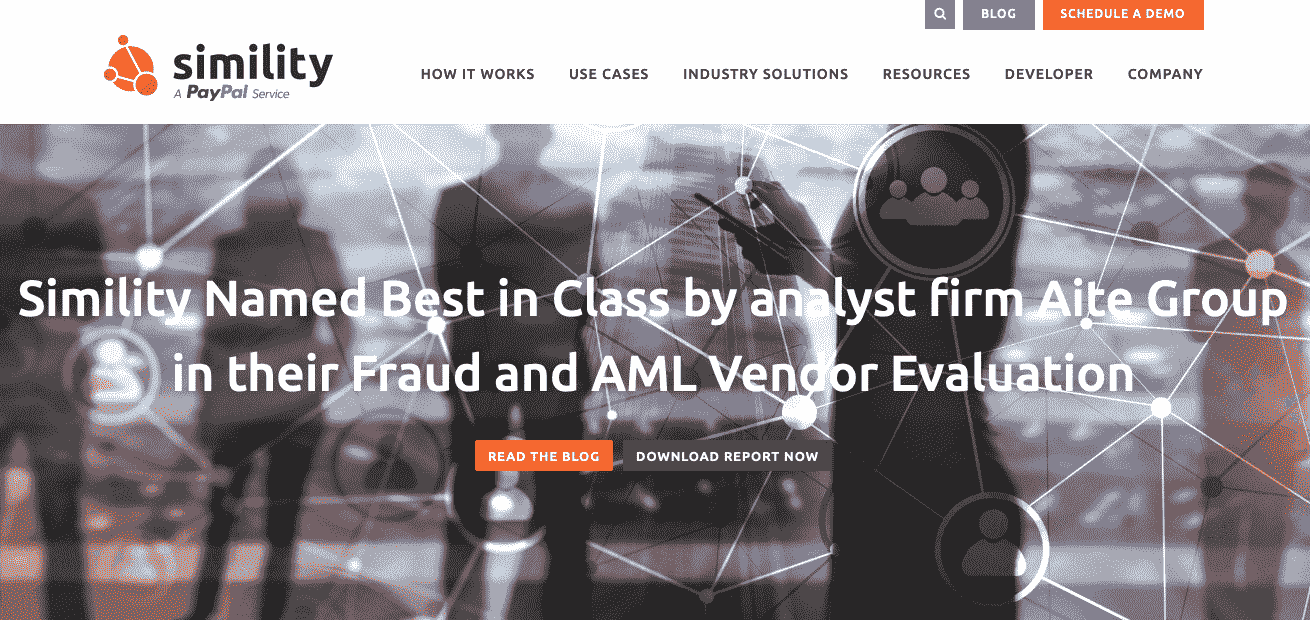 BLOG
SCHEDULE A DEMO
simility
A PayPal Service
HOW IT WORKS
USE CASES
INDUSTRY SOLUTIONS
RESOURCES
DEVELOPER
COMPANY
Simility Named Best in Class by analyst firm Aite Group
in their Fraud and AML Vendor Evaluation
READ THE BLOG
DOWNLOAD REPORT NOW